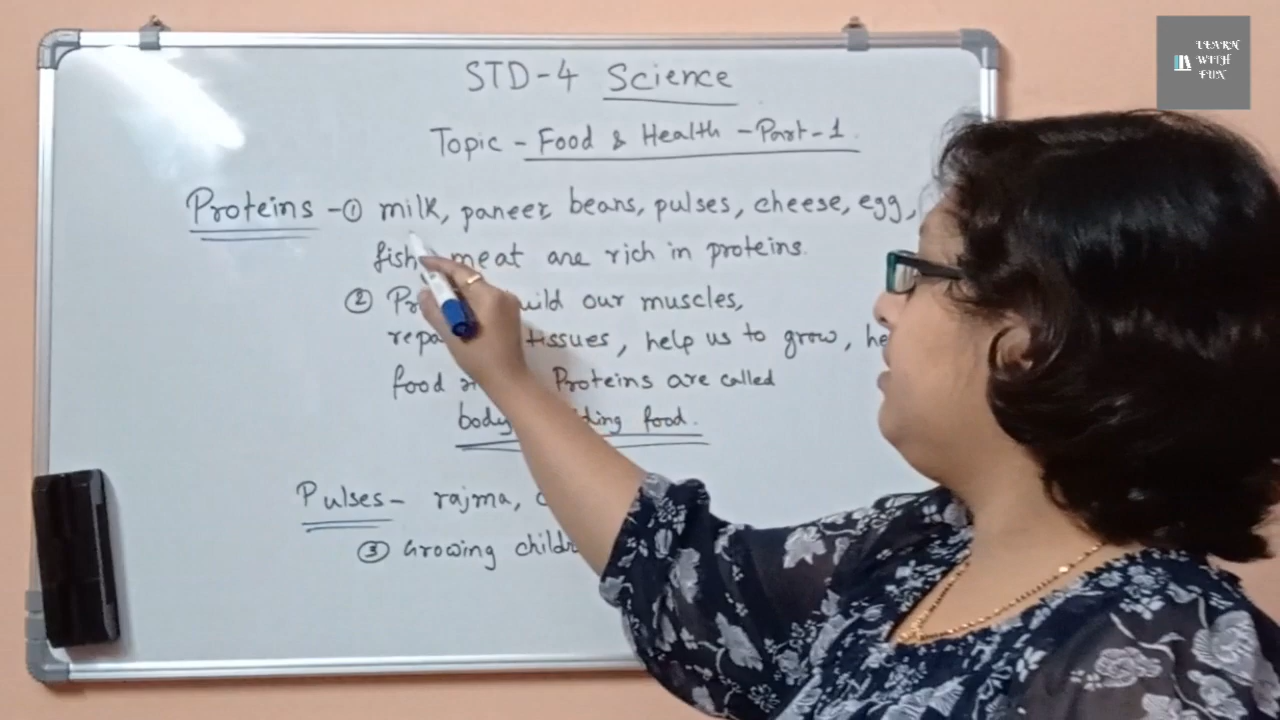 STD-4 Science
Topic - Food & Health - Part-1.
Proteins - ① milk, paneer beans, pulses, cheese, egg,
fish meat are rich in proteins.
② our muscles,
tissues, help us to grow,
food Proteins are called
food.
Pulses - rajma,
③ Growing
LEARN
WITH
FUN